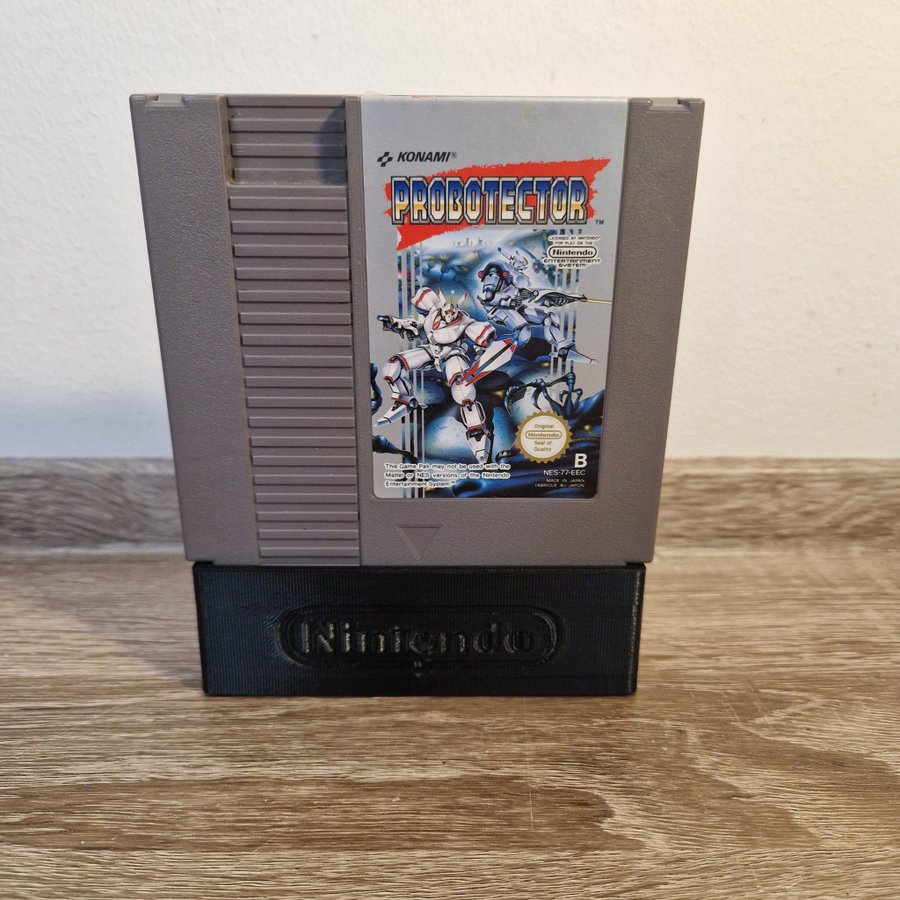 KONAMI®
PROBOTECTOR
TM
LICENSED BY NINTENDO
FOR PLAY ON THE
Nintendo
ENTERTAINMENT
SYSTEM
Original
Nintendo
Seal of
Quality
B
NES-77-EEC
MADE IN JAPAN
FABRIQUE AU JAPON
This Game Pak may not be used with the
Mattel or NES versions of the Nintendo
Entertainment System.™
Nintendo